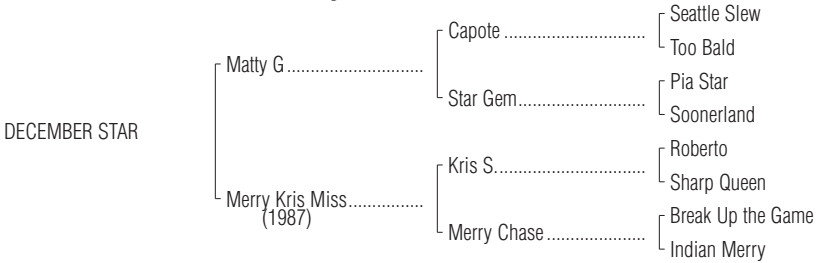 Seattle Slew
Capote ..............................
Too Bald
Matty G.............................
Pia Star
Star Gem...........................
Soonerland
DECEMBER STAR
Roberto
Kris S................................
Sharp Queen
Merry Kris Miss................
(1987)
Break Up the Game
Merry Chase .....................
Indian Merry